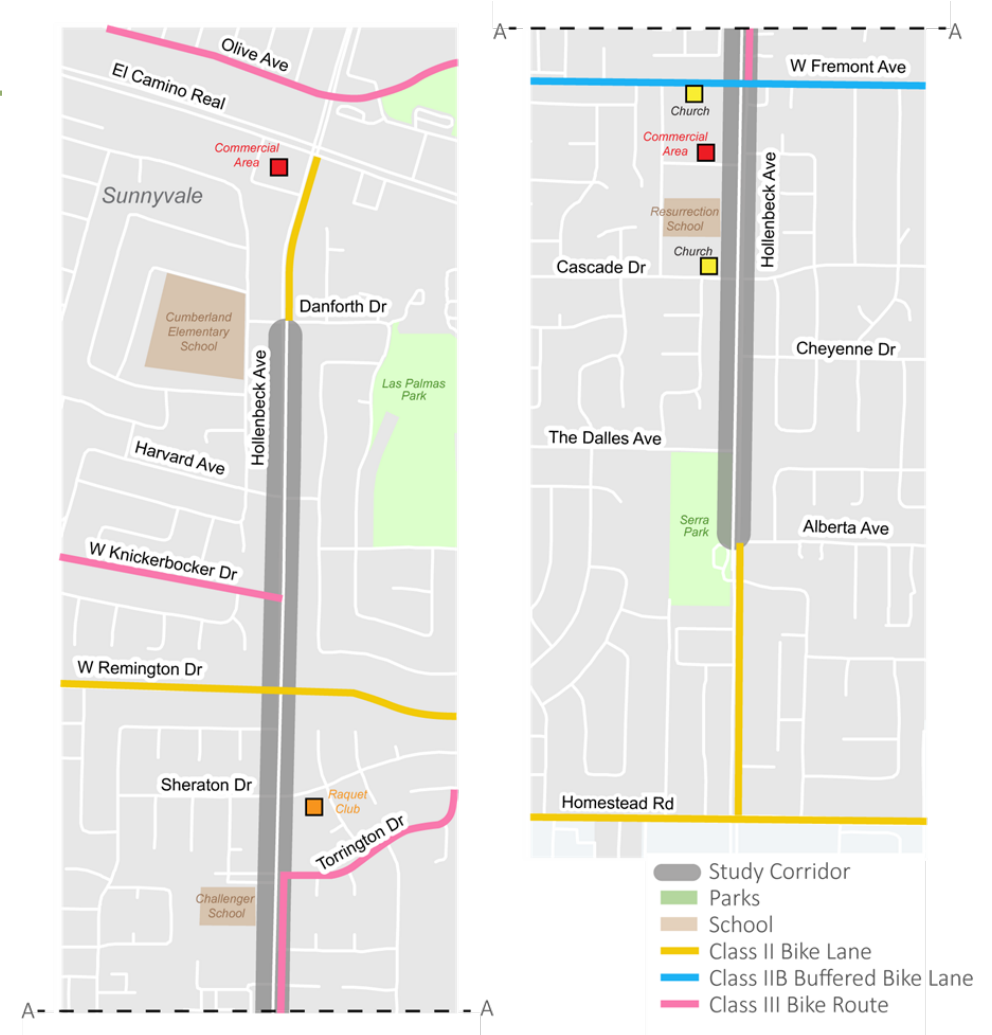 Olive Ave
El Camino Real
Commercial
Area
Sunnyvale
Danforth Dr
Cumberland
Elementary
School
Hollenbeck Ave
Las Palmas
Park
Harvard Ave
W Knickerbocker Dr
W Remington Dr
Sheraton Dr
Raquet
Club
Torrington Dr
Challenger
School
A
A
A
A
W Fremont Ave
Church
Commercial
Area
Hollenbeck Ave
Resurrection
School
Church
Cascade Dr
Cheyenne Dr
The Dalles Ave
Serra
Park
Alberta Ave
Homestead Rd
Study Corridor
Parks
School
Class II Bike Lane
Class IIB Buffered Bike Lane
Class III Bike Route